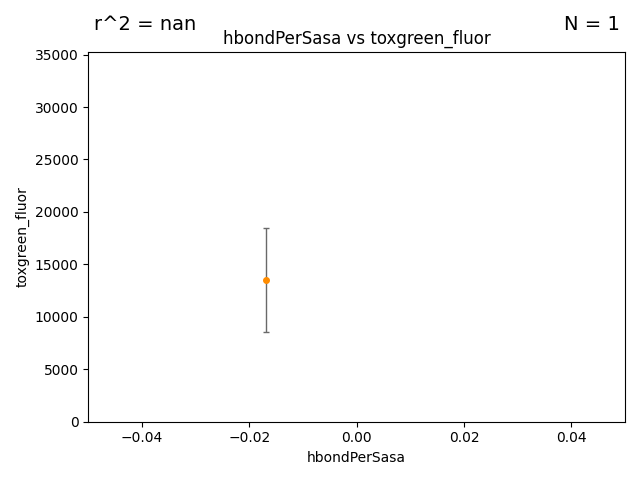 r^2 = nan
N = 1
hbondPerSasa vs toxgreen_fluor
35000
30000
25000
20000
15000
10000
5000
0
toxgreen_fluor
−0.04
−0.02
0.00
0.02
0.04
hbondPerSasa